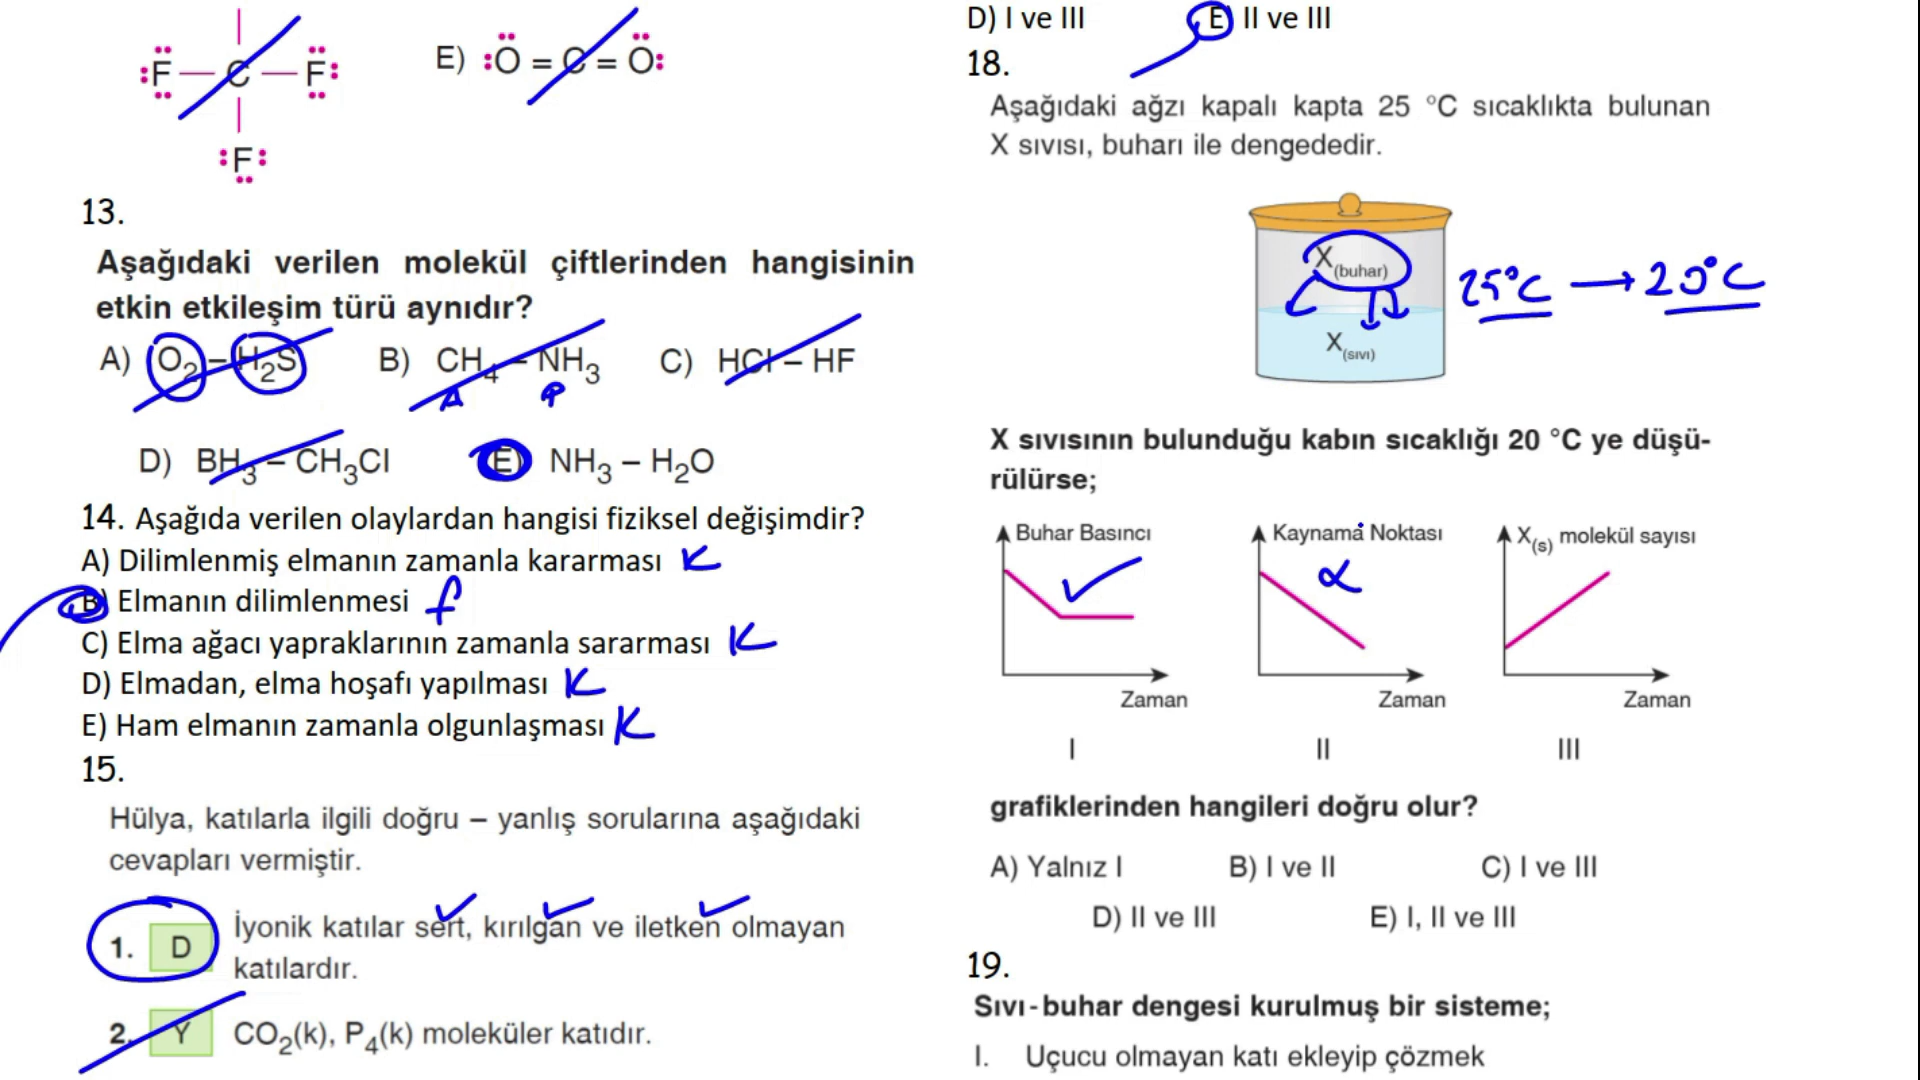 :F — C — F:
:F:
E) :O = C = O:
13.
Aşağıdaki verilen molekül çiftlerinden hangisinin
etkin etkileşim türü aynıdır?
A) O2 – H2S B) CH4 – NH3 C) HCl – HF
A P
D) BH3 – CH3Cl E) NH3 – H2O
14. Aşağıda verilen olaylardan hangisi fiziksel değişimdir?
A) Dilimlenmiş elmanın zamanla kararması K
B) Elmanın dilimlenmesi f
C) Elma ağacı yapraklarının zamanla sararması K
D) Elmadan, elma hoşafı yapılması K
E) Ham elmanın zamanla olgunlaşması K
15.
Hülya, katılarla ilgili doğru – yanlış sorularına aşağıdaki
cevapları vermiştir.
1. D İyonik katılar sert, kırılgan ve iletken olmayan
katılardır.
2. Y CO2(k), P4(k) moleküler katıdır.
D) I ve III E) II ve III
18.
Aşağıdaki ağzı kapalı kapta 25 °C sıcaklıkta bulunan
X sıvısı, buharı ile dengededir.
X(buhar)
25°C → 20°C
X(sıvı)
X sıvısının bulunduğu kabın sıcaklığı 20 °C ye düşü-
rülürse;
Buhar Basıncı Kaynama Noktası X(s) molekül sayısı
Zaman Zaman Zaman
I II III
grafiklerinden hangileri doğru olur?
A) Yalnız I B) I ve II C) I ve III
D) II ve III E) I, II ve III
19.
Sıvı - buhar dengesi kurulmuş bir sisteme;
I. Uçucu olmayan katı ekleyip çözmek